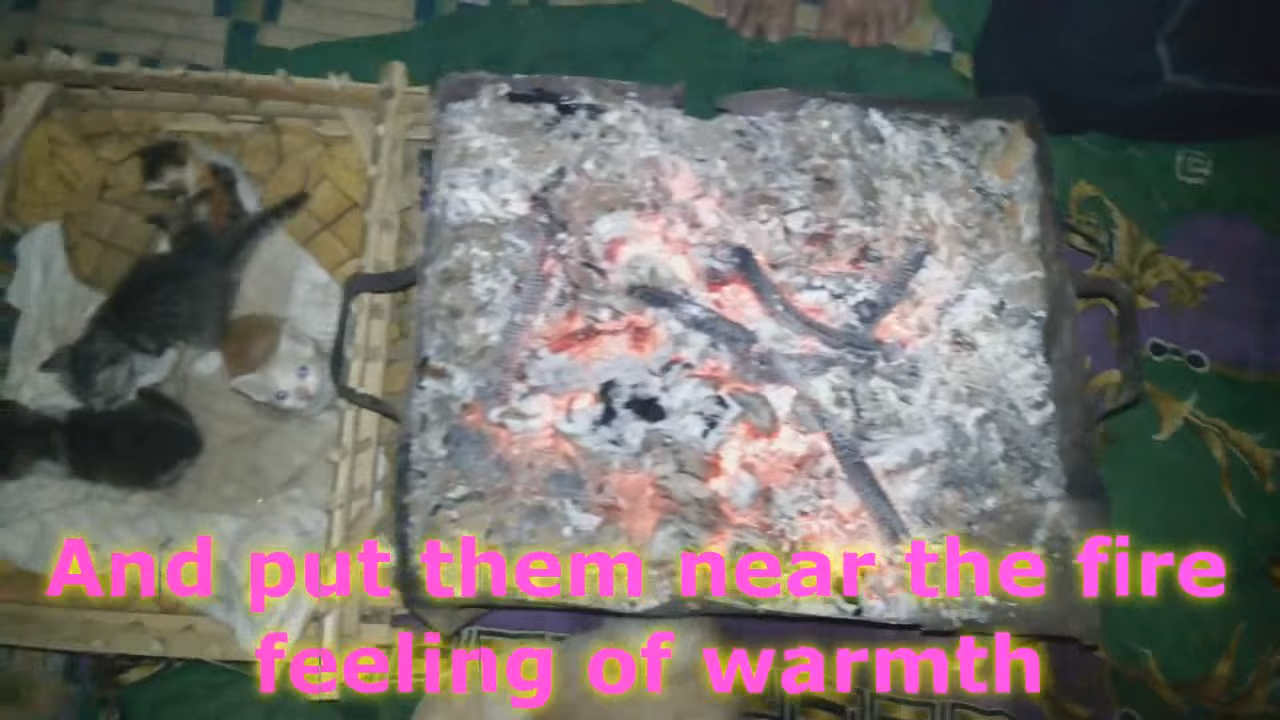 And put them near the fire
feeling of warmth